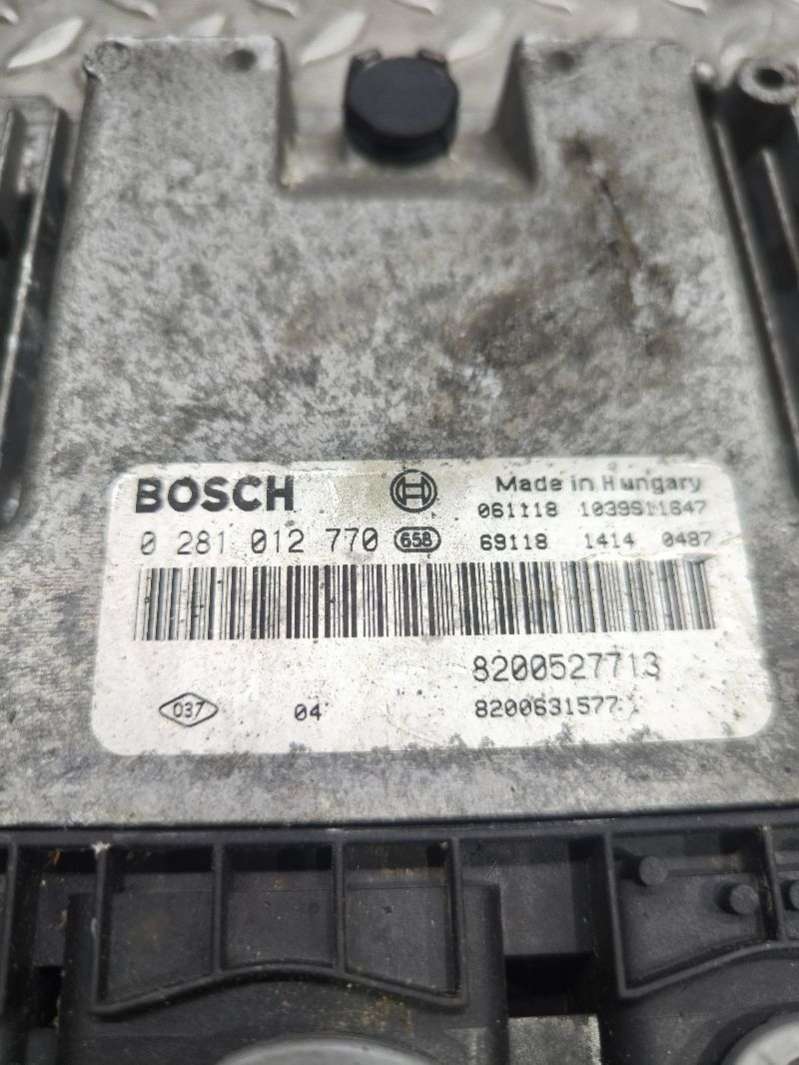 BOSCH
Made in Hungary
061118 1039S11647
0 281 012 770 658
69118 1414 0487
8200527713
037 04 8200631577